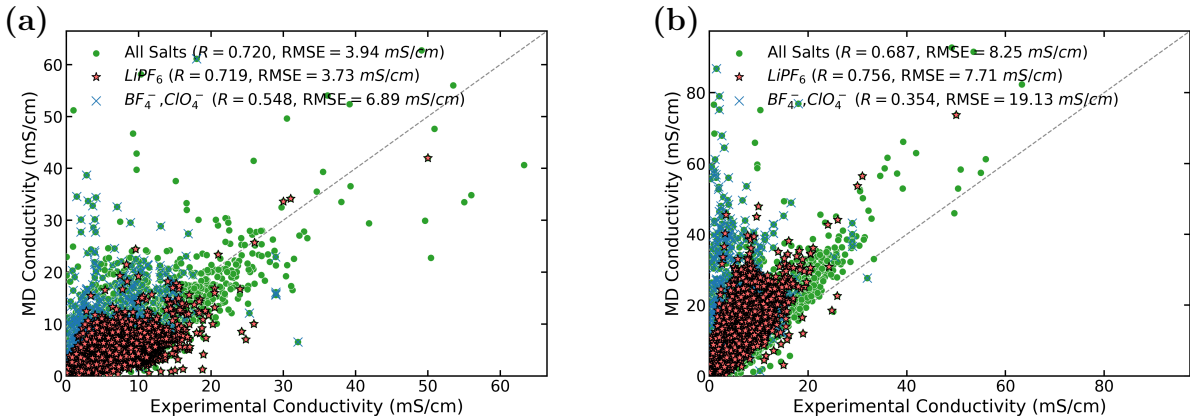 (a)
All Salts (R = 0.720, RMSE = 3.94 mS/cm)
LiPF₆ (R = 0.719, RMSE = 3.73 mS/cm)
BF₄⁻,ClO₄⁻ (R = 0.548, RMSE = 6.89 mS/cm)
60
50
40
30
20
10
0
MD Conductivity (mS/cm)
0 10 20 30 40 50 60
Experimental Conductivity (mS/cm)
(b)
All Salts (R = 0.687, RMSE = 8.25 mS/cm)
LiPF₆ (R = 0.756, RMSE = 7.71 mS/cm)
BF₄⁻,ClO₄⁻ (R = 0.354, RMSE = 19.13 mS/cm)
80
60
40
20
0
MD Conductivity (mS/cm)
0 20 40 60 80
Experimental Conductivity (mS/cm)